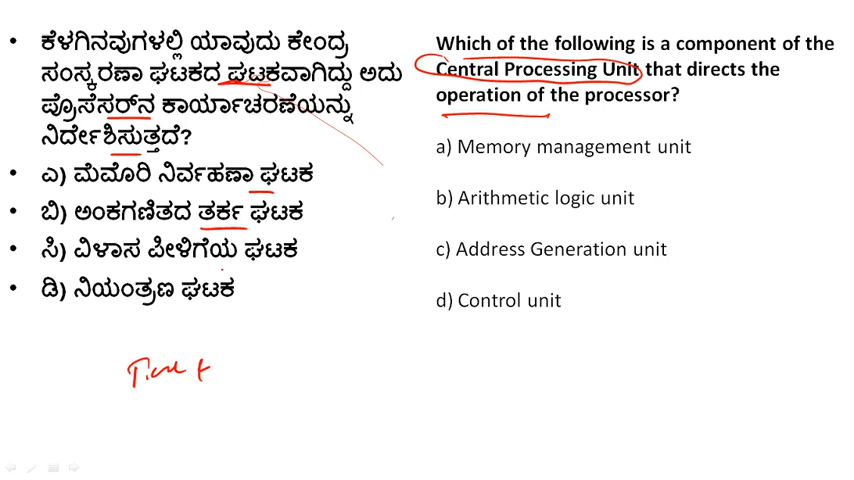 • ಕೆಳಗಿನವುಗಳಲ್ಲಿ ಯಾವುದು ಕೇಂದ್ರ
ಸಂಸ್ಕರಣಾ ಘಟಕದ ಘಟಕವಾಗಿದ್ದು ಅದು
ಪ್ರೊಸೆಸರ್‌ನ ಕಾರ್ಯಾಚರಣೆಯನ್ನು
ನಿರ್ದೇಶಿಸುತ್ತದೆ?
• ಎ) ಮೆಮೊರಿ ನಿರ್ವಹಣಾ ಘಟಕ
• ಬಿ) ಅಂಕಗಣಿತದ ತರ್ಕ ಘಟಕ
• ಸಿ) ವಿಳಾಸ ಪೀಳಿಗೆಯ ಘಟಕ
• ಡಿ) ನಿಯಂತ್ರಣ ಘಟಕ
Which of the following is a component of the
Central Processing Unit that directs the
operation of the processor?
a) Memory management unit
b) Arithmetic logic unit
c) Address Generation unit
d) Control unit